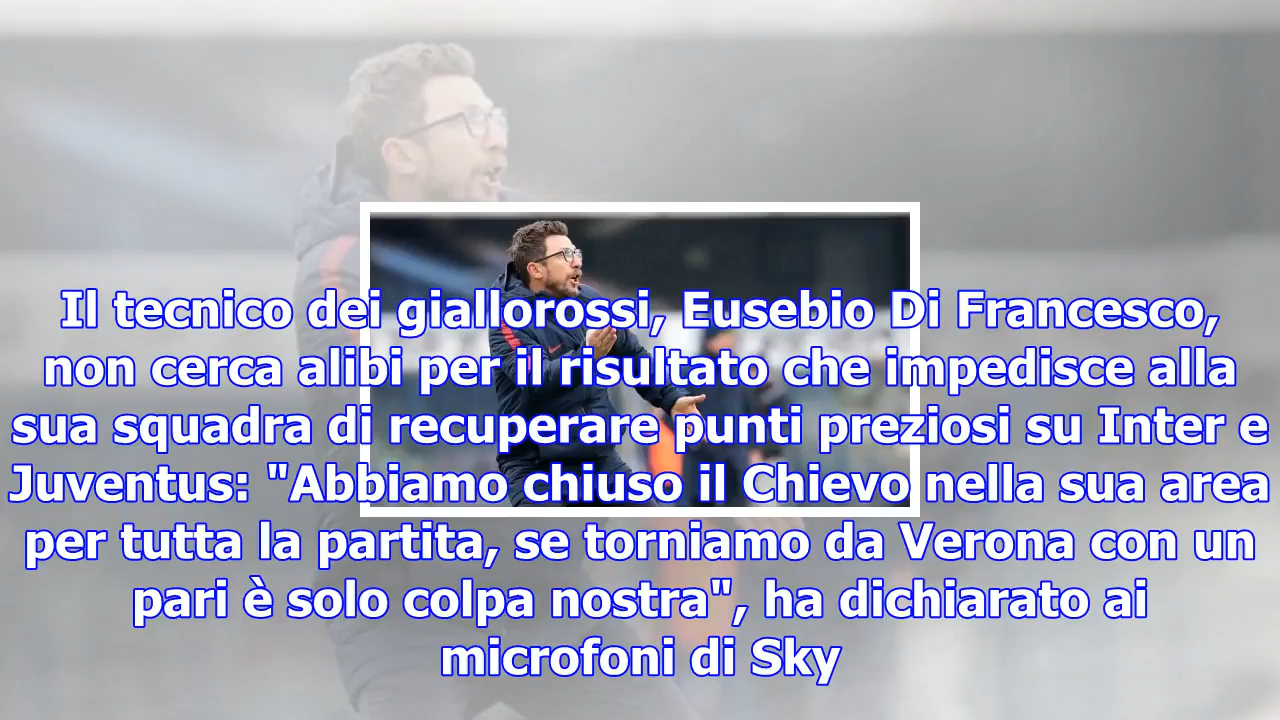 Il tecnico dei giallorossi, Eusebio Di Francesco,
non cerca alibi per il risultato che impedisce alla
sua squadra di recuperare punti preziosi su Inter e
Juventus: "Abbiamo chiuso il Chievo nella sua area
per tutta la partita, se torniamo da Verona con un
pari è solo colpa nostra", ha dichiarato ai
microfoni di Sky